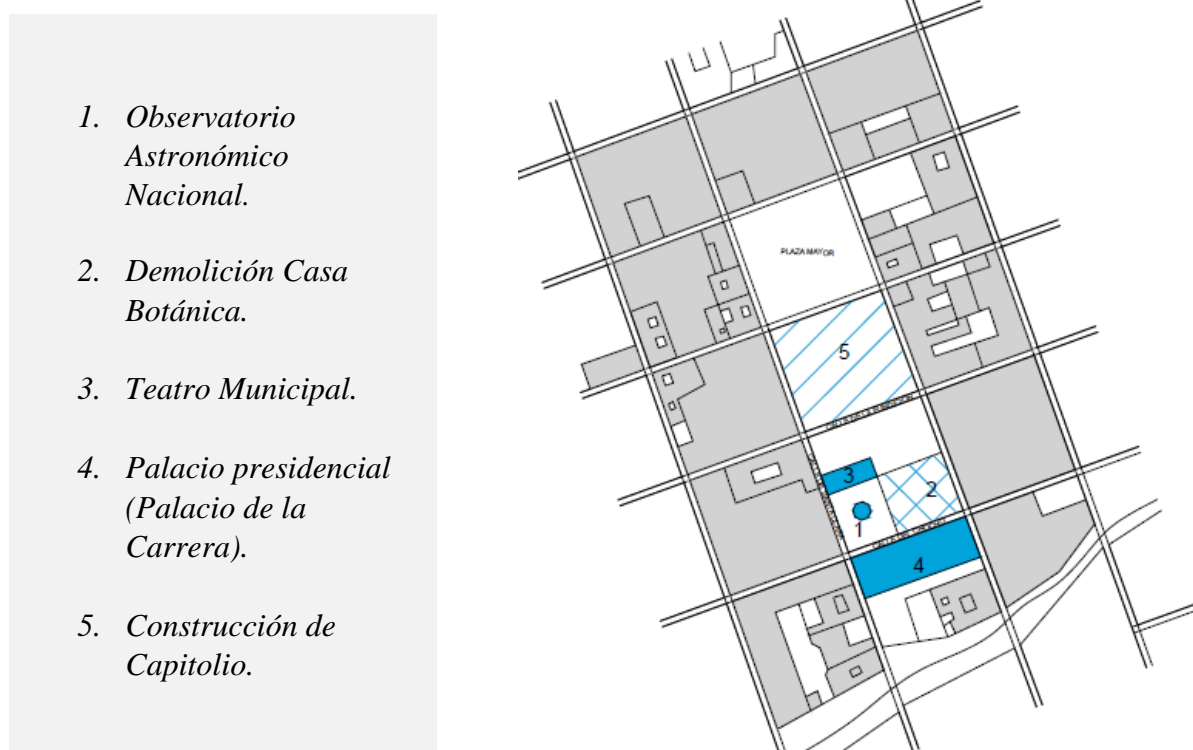 1. Observatorio
Astronómico
Nacional.
2. Demolición Casa
Botánica.
3. Teatro Municipal.
4. Palacio presidencial
(Palacio de la
Carrera).
5. Construcción de
Capitolio.
PLAZA MAYOR
5
3
2
1
4